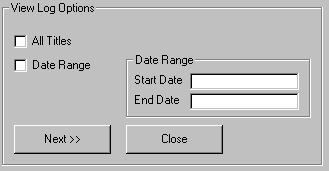 View Log Options
All Titles
Date Range
Date Range
Start Date
End Date
Next >>
Close